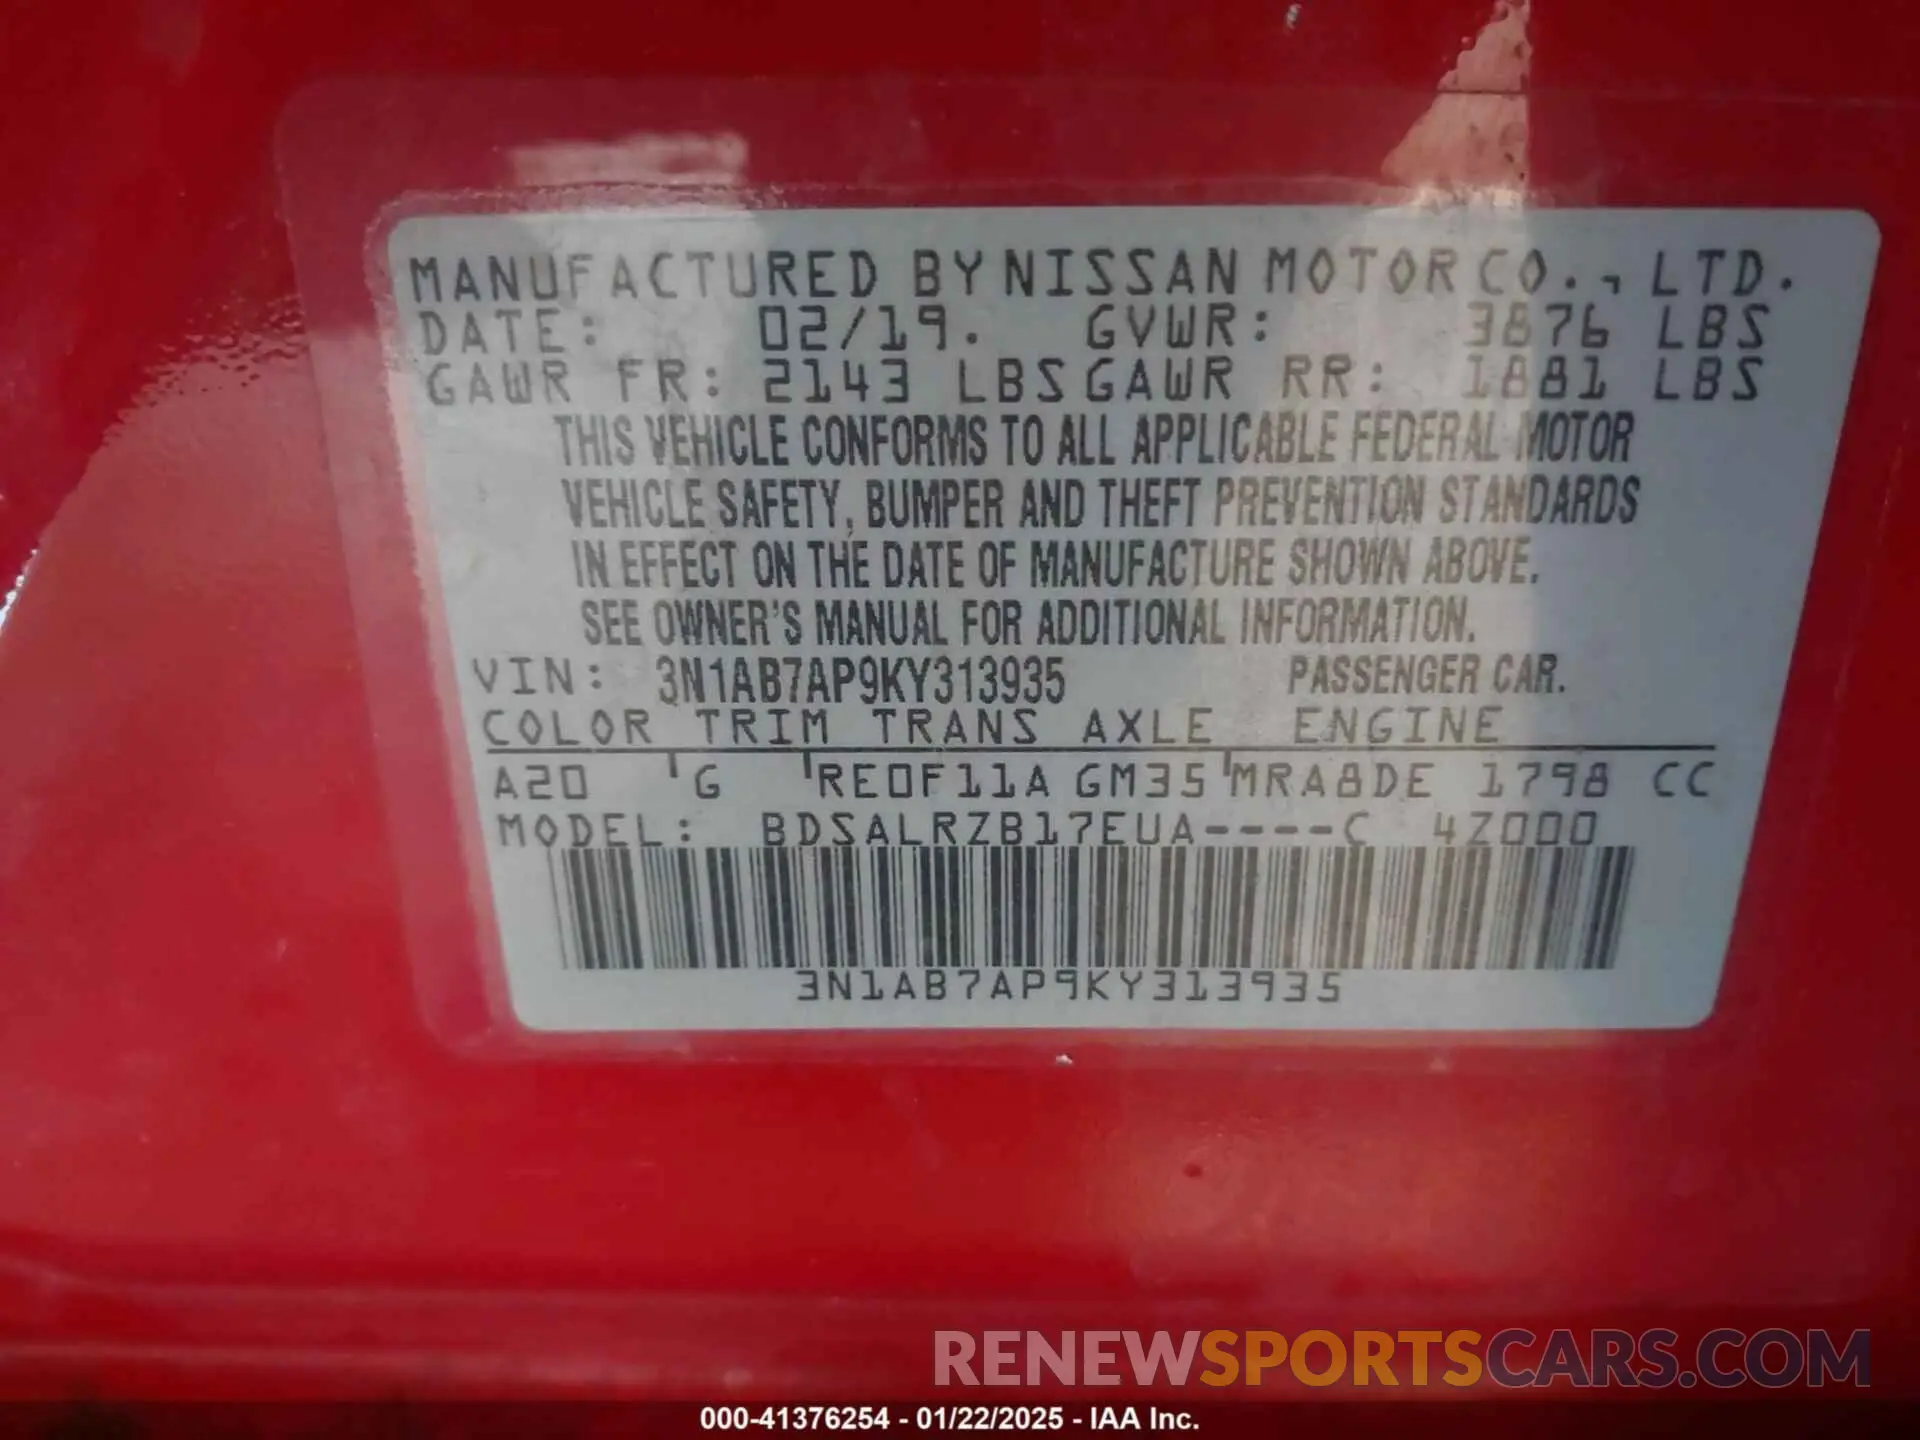 MANUFACTURED BY NISSAN MOTOR CO., LTD.
DATE: 02/19. GVWR: 3876 LBS
GAWR FR: 2143 LBS GAWR RR: 1881 LBS
THIS VEHICLE CONFORMS TO ALL APPLICABLE FEDERAL MOTOR
VEHICLE SAFETY, BUMPER AND THEFT PREVENTION STANDARDS
IN EFFECT ON THE DATE OF MANUFACTURE SHOWN ABOVE.
SEE OWNER'S MANUAL FOR ADDITIONAL INFORMATION.
VIN: 3N1AB7AP9KY313935 PASSENGER CAR.
COLOR TRIM TRANS AXLE ENGINE
A20 G RE0F11A GM35 MRA8DE 1798 CC
MODEL: BDSALRZB17EUA----C 4Z000
3N1AB7AP9KY313935
RENEWSPORTSCARS.COM
000-41376254 - 01/22/2025 - IAA Inc.